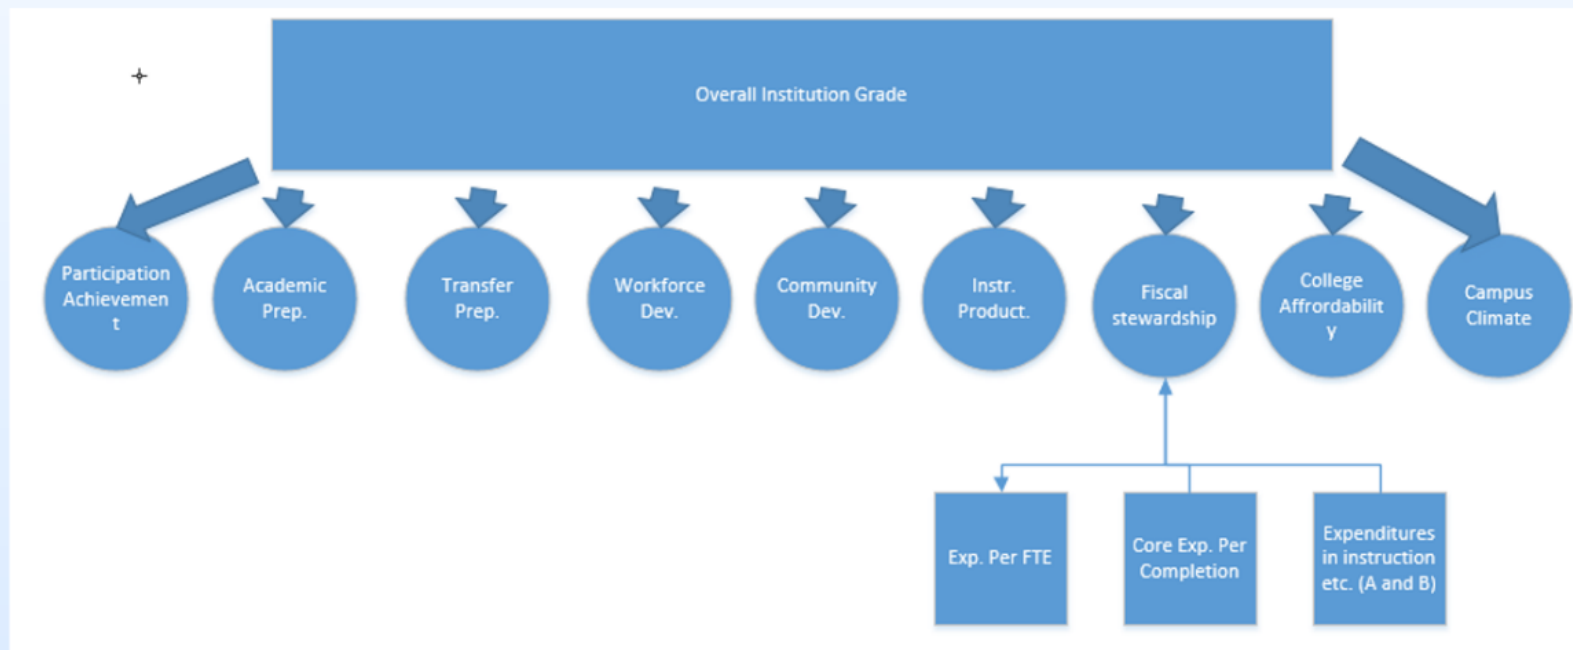 Overall Institution Grade
Participation
Achievemen
t
Academic
Prep.
Transfer
Prep.
Workforce
Dev.
Community
Dev.
Instr.
Product.
Fiscal
stewardship
College
Affrordabilit
y
Campus
Climate
Exp. Per FTE
Core Exp. Per
Completion
Expenditures
in instruction
etc. (A and B)